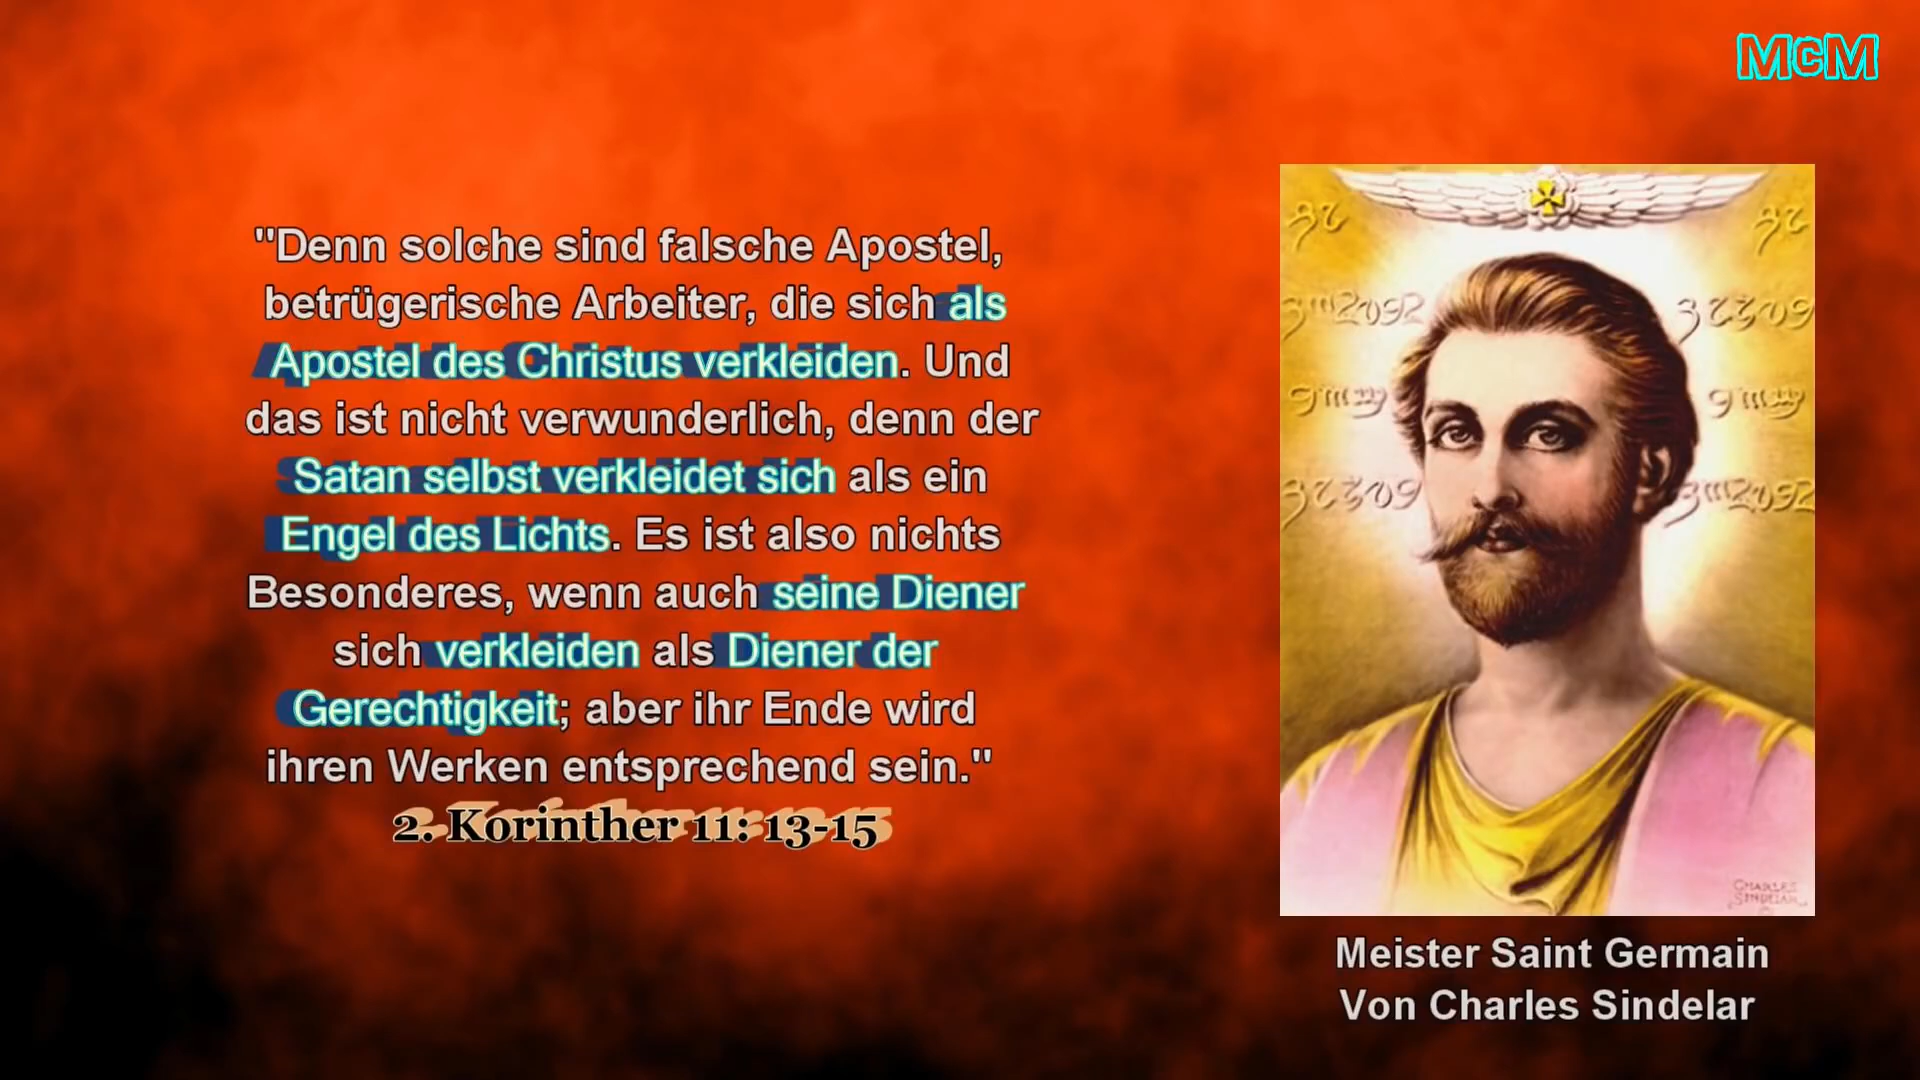 McM
"Denn solche sind falsche Apostel,
betrügerische Arbeiter, die sich als
Apostel des Christus verkleiden. Und
das ist nicht verwunderlich, denn der
Satan selbst verkleidet sich als ein
Engel des Lichts. Es ist also nichts
Besonderes, wenn auch seine Diener
sich verkleiden als Diener der
Gerechtigkeit; aber ihr Ende wird
ihren Werken entsprechend sein."
2. Korinther 11: 13-15
CHARLES
SINDELAR
Meister Saint Germain
Von Charles Sindelar